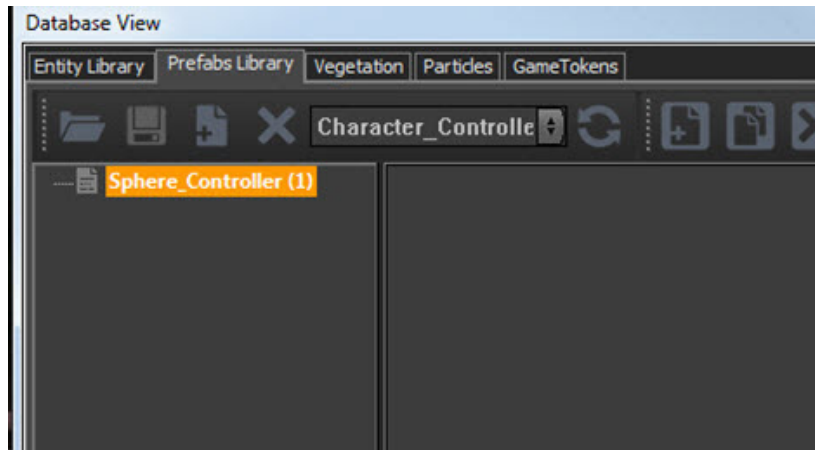 Database View
Entity Library Prefabs Library Vegetation Particles GameTokens
Character_Controlle
Sphere_Controller (1)